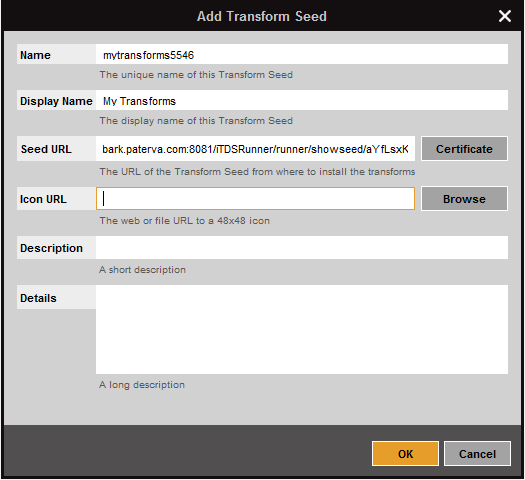 Add Transform Seed
Name mytransforms5546
The unique name of this Transform Seed
Display Name My Transforms
The display name of this Transform Seed
Seed URL bark.paterva.com:8081/iTDSRunner/runner/showseed/aYfLsxK Certificate
The URL of the Transform Seed from where to install the transforms
Icon URL Browse
The web or file URL to a 48x48 icon
Description
A short description
Details
A long description
OK Cancel